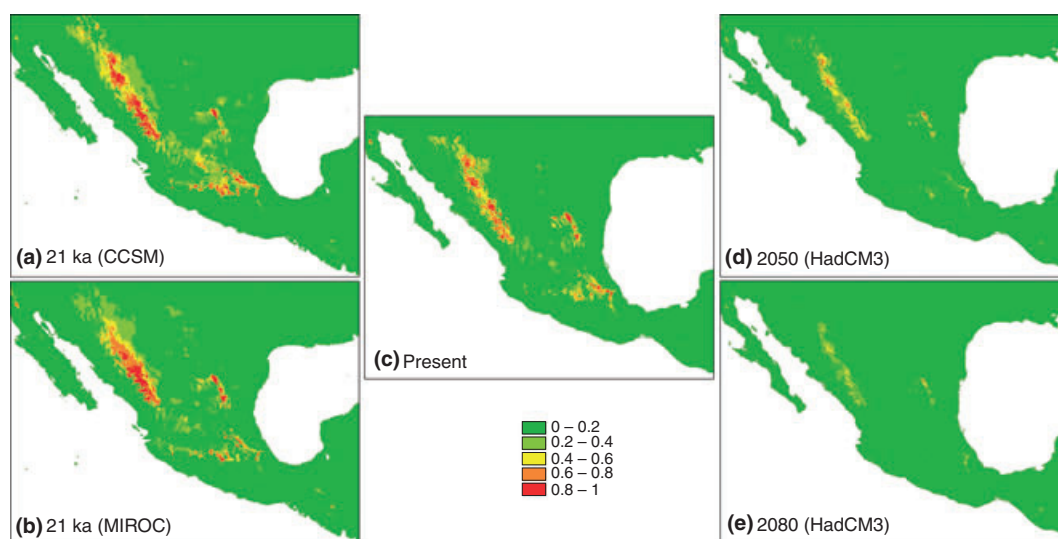 (a) 21 ka (CCSM)
(b) 21 ka (MIROC)
(c) Present
0 – 0.2
0.2 – 0.4
0.4 – 0.6
0.6 – 0.8
0.8 – 1
(d) 2050 (HadCM3)
(e) 2080 (HadCM3)